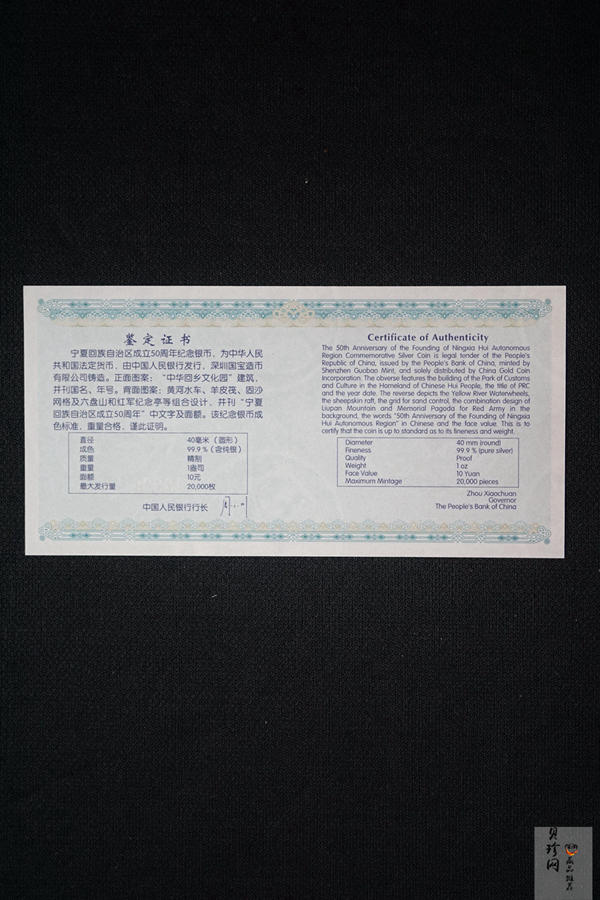 鉴定证书
宁夏回族自治区成立50周年纪念银币，为中华人民
共和国法定货币，由中国人民银行发行，深圳国宝造币
有限公司铸造。正面图案：“中华回乡文化园”建筑，
并刊国名、年号。背面图案：黄河水车、羊皮筏、固沙
网格及六盘山和红军纪念亭等组合设计，并刊“宁夏
回族自治区成立50周年”中文字及面额。该纪念银币成
色标准，重量合格，谨此证明。
直径 40毫米（圆形）
成色 99.9％（含纯银）
质量 精制
重量 1盎司
面额 10元
最大发行量 20,000枚
中国人民银行行长
Certificate of Authenticity
The 50th Anniversary of the Founding of Ningxia Hui Autonomous
Region Commemorative Silver Coin is legal tender of the People's
Republic of China, issued by the People's Bank of China, minted by
Shenzhen Guobao Mint, and solely distributed by China Gold Coin
Incorporation. The obverse features the building of the Park of Customs
and Culture in the Homeland of Chinese Hui People, the title of PRC
and the year date. The reverse depicts the Yellow River Waterwheels,
the sheepskin raft, the grid for sand control, the combination design of
Liupan Mountain and Memorial Pagoda for Red Army in the
background, the words "50th Anniversary of the Founding of Ningxia
Hui Autonomous Region" in Chinese and the face value. This is to
certify that the coin is up to standard as to its fineness and weight.
Diameter 40 mm (round)
Fineness 99.9 % (pure silver)
Quality Proof
Weight 1 oz
Face Value 10 Yuan
Maximum Mintage 20,000 pieces
Zhou Xiaochuan
Governor
The People's Bank of China
贝珍网
藏品推荐